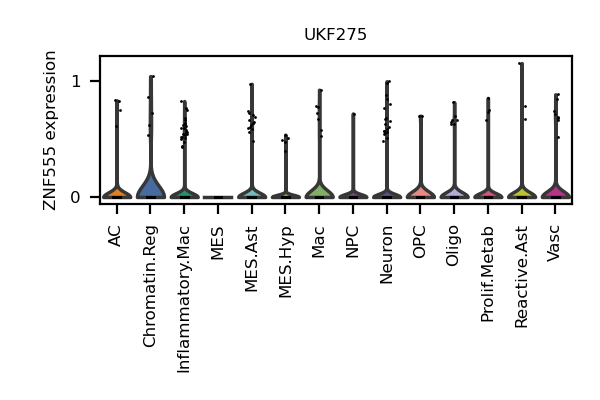 UKF275
ZNF555 expression
1
0
AC
Chromatin.Reg
Inflammatory.Mac
MES
MES.Ast
MES.Hyp
Mac
NPC
Neuron
OPC
Oligo
Prolif.Metab
Reactive.Ast
Vasc